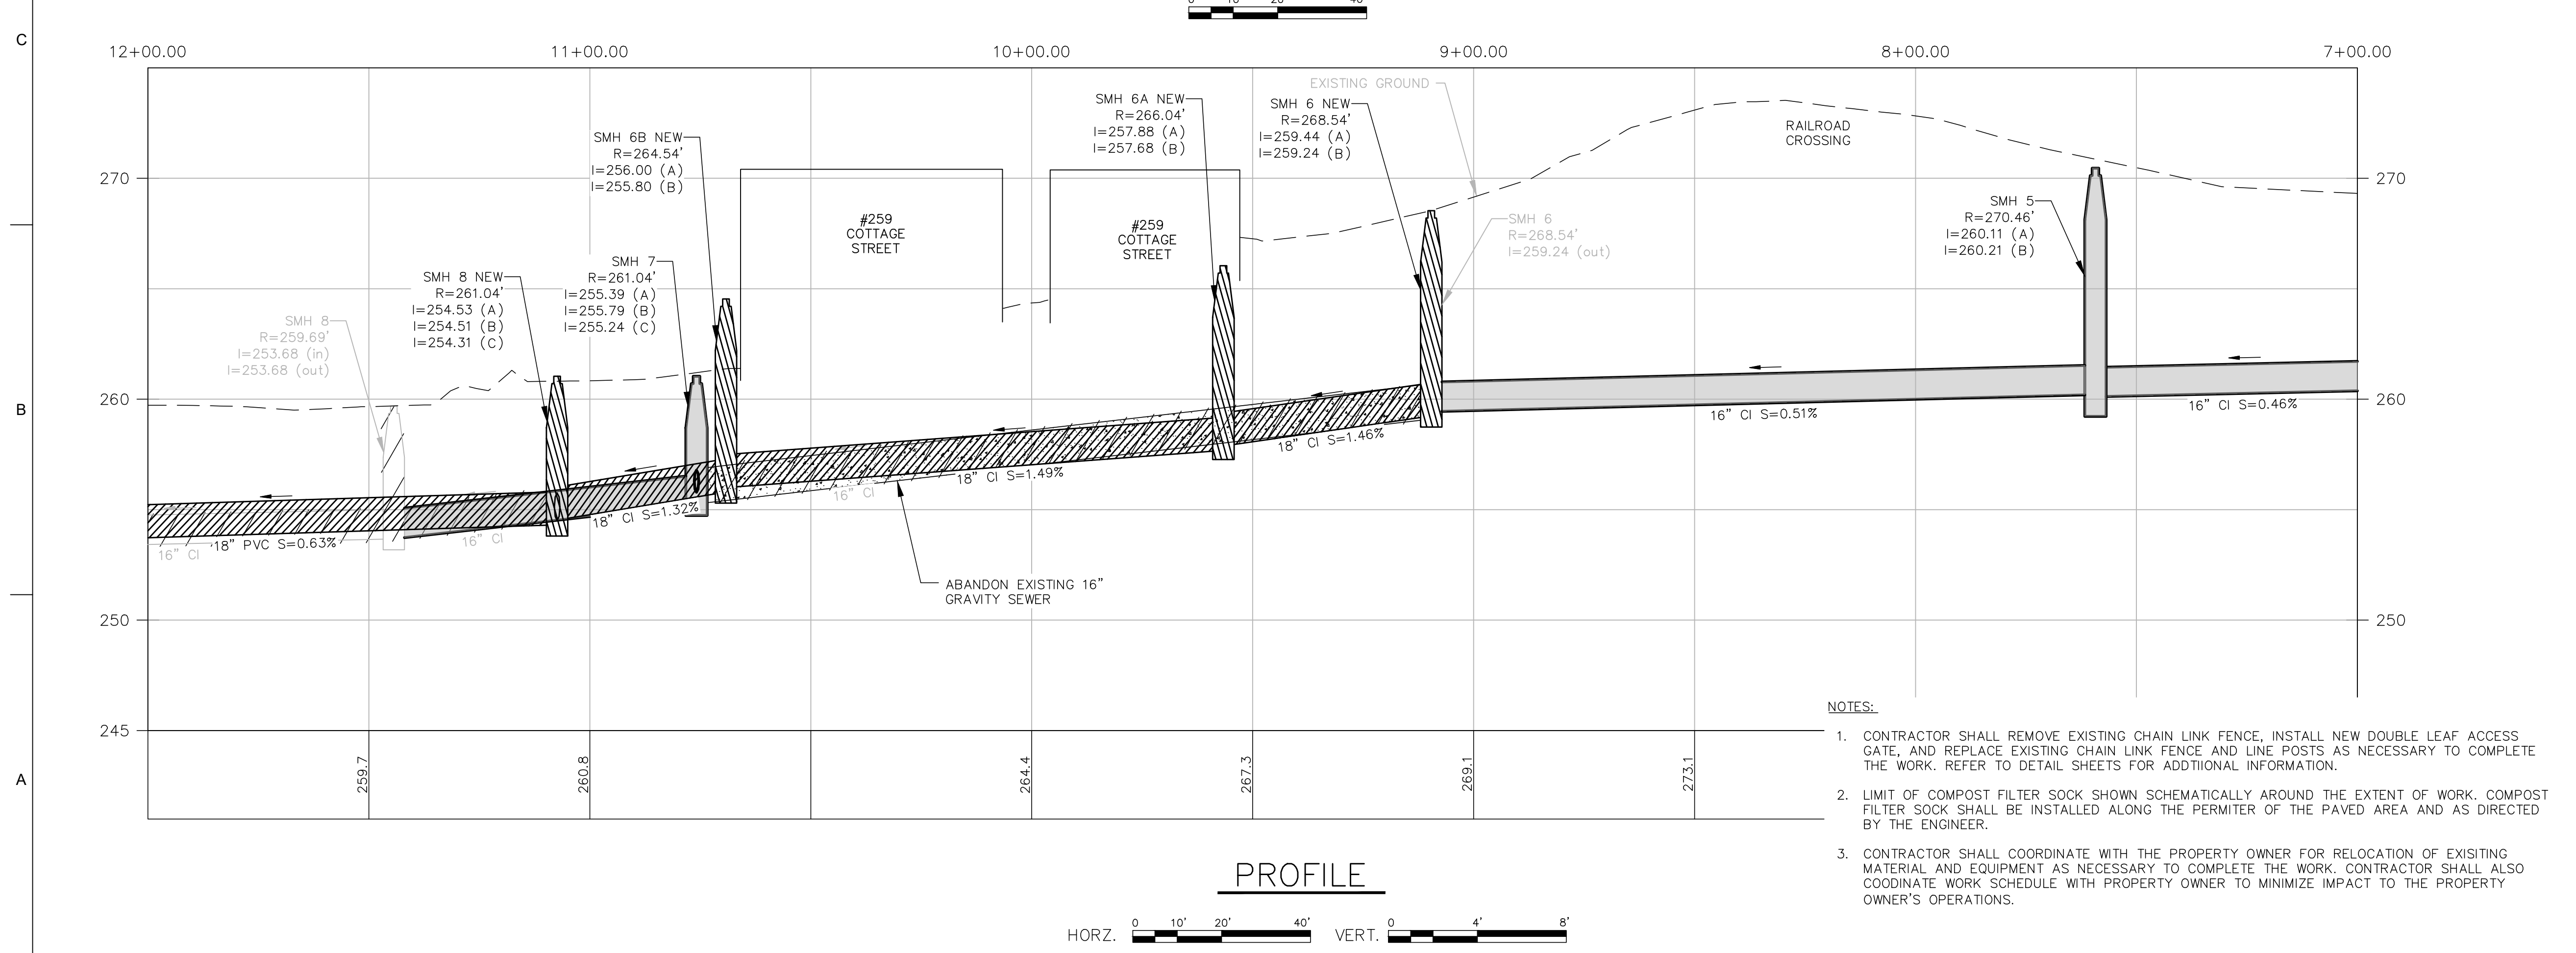 0 10 20 40
C
12+00.00 11+00.00 10+00.00 9+00.00 8+00.00 7+00.00
EXISTING GROUND
SMH 6A NEW
R=266.04'
I=257.88 (A)
I=257.68 (B)
SMH 6 NEW
R=268.54'
I=259.44 (A)
I=259.24 (B)
RAILROAD
CROSSING
SMH 6B NEW
R=264.54'
I=256.00 (A)
I=255.80 (B)
270
270
#259
COTTAGE
STREET
#259
COTTAGE
STREET
SMH 6
R=268.54'
I=259.24 (out)
SMH 5
R=270.46'
I=260.11 (A)
I=260.21 (B)
SMH 7
R=261.04'
I=255.39 (A)
I=255.79 (B)
I=255.24 (C)
SMH 8 NEW
R=261.04'
I=254.53 (A)
I=254.51 (B)
I=254.31 (C)
SMH 8
R=259.69'
I=253.68 (in)
I=253.68 (out)
B
260
260
16" CI S=0.46%
16" CI S=0.51%
18" CI S=1.46%
18" CI S=1.49%
16" CI
18" CI S=1.32%
16" CI
18" PVC S=0.63%
16" CI
ABANDON EXISTING 16"
GRAVITY SEWER
250
250
245
A
259.7
260.8
264.4
267.3
269.1
273.1
NOTES:
1. CONTRACTOR SHALL REMOVE EXISTING CHAIN LINK FENCE, INSTALL NEW DOUBLE LEAF ACCESS
GATE, AND REPLACE EXISTING CHAIN LINK FENCE AND LINE POSTS AS NECESSARY TO COMPLETE
THE WORK. REFER TO DETAIL SHEETS FOR ADDTIIONAL INFORMATION.
2. LIMIT OF COMPOST FILTER SOCK SHOWN SCHEMATICALLY AROUND THE EXTENT OF WORK. COMPOST
FILTER SOCK SHALL BE INSTALLED ALONG THE PERMITER OF THE PAVED AREA AND AS DIRECTED
BY THE ENGINEER.
3. CONTRACTOR SHALL COORDINATE WITH THE PROPERTY OWNER FOR RELOCATION OF EXISITING
MATERIAL AND EQUIPMENT AS NECESSARY TO COMPLETE THE WORK. CONTRACTOR SHALL ALSO
COODINATE WORK SCHEDULE WITH PROPERTY OWNER TO MINIMIZE IMPACT TO THE PROPERTY
OWNER'S OPERATIONS.
PROFILE
HORZ. 0 10' 20' 40' VERT. 0 4' 8'